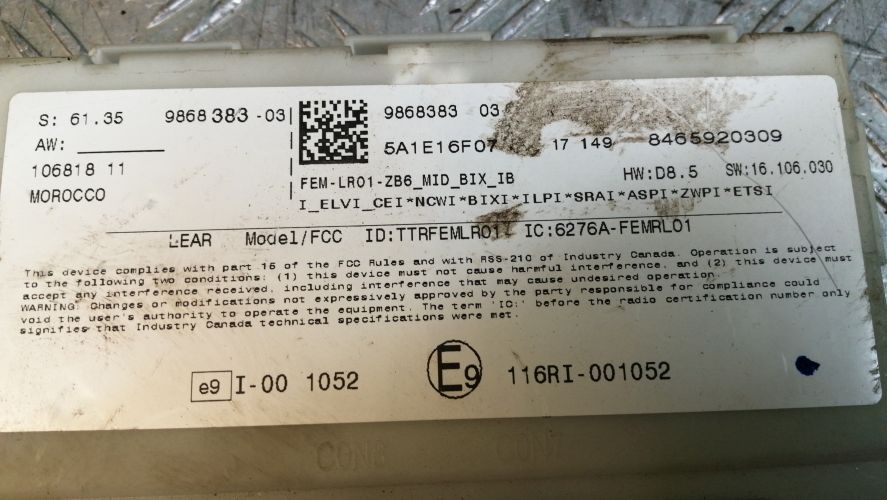 S: 61.35 9868 383 -03
AW:
106818 11
MOROCCO
9868383 03
5A1E16F07 17 149 8465920309
FEM-LR01-ZB6_MID_BIX_IB HW:D8.5 SW:16.106.030
I_ELVI_CEI*NCWI*BIXI*ILPI*SRAI*ASPI*ZWPI*ETSI
LEAR Model/FCC ID:TTRFEMLR01 IC:6276A-FEMRL01
This device complies with part 15 of the FCC Rules and with RSS-210 of Industry Canada. Operation is subject
to the following two conditions: (1) this device must not cause harmful interference, and (2) this device must
accept any interference received, including interference that may cause undesired operation.
WARNING: Changes or modifications not expressively approved by the party responsible for compliance could
void the user's authority to operate the equipment. The term 'IC:' before the radio certification number only
signifies that Industry Canada technical specifications were met.
e9 I-00 1052 E9 116RI-001052